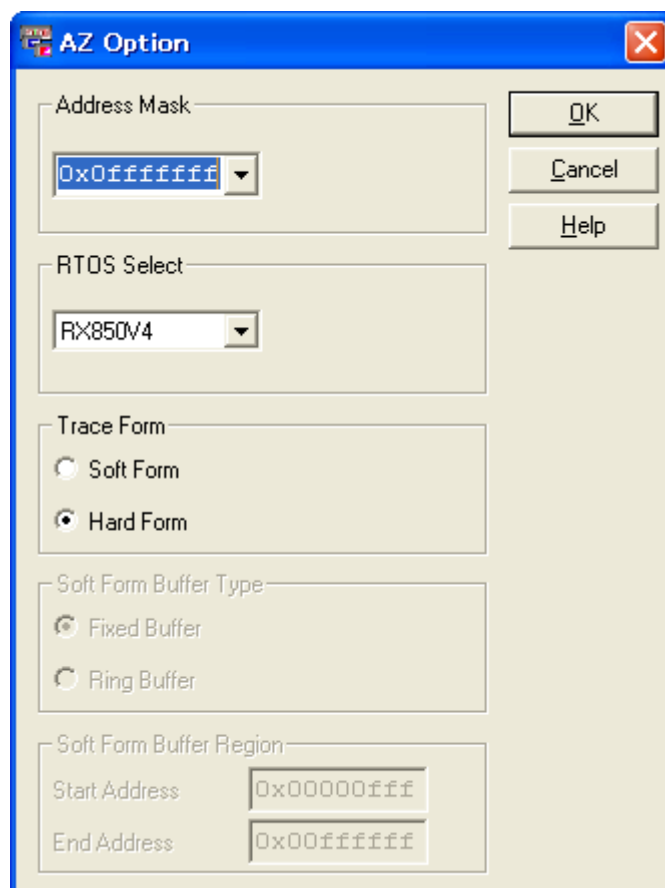 AZ Option
Address Mask
0x0fffffff
OK
Cancel
Help
RTOS Select
RX850V4
Trace Form
Soft Form
Hard Form
Soft Form Buffer Type
Fixed Buffer
Ring Buffer
Soft Form Buffer Region
Start Address 0x00000fff
End Address 0x00ffffff